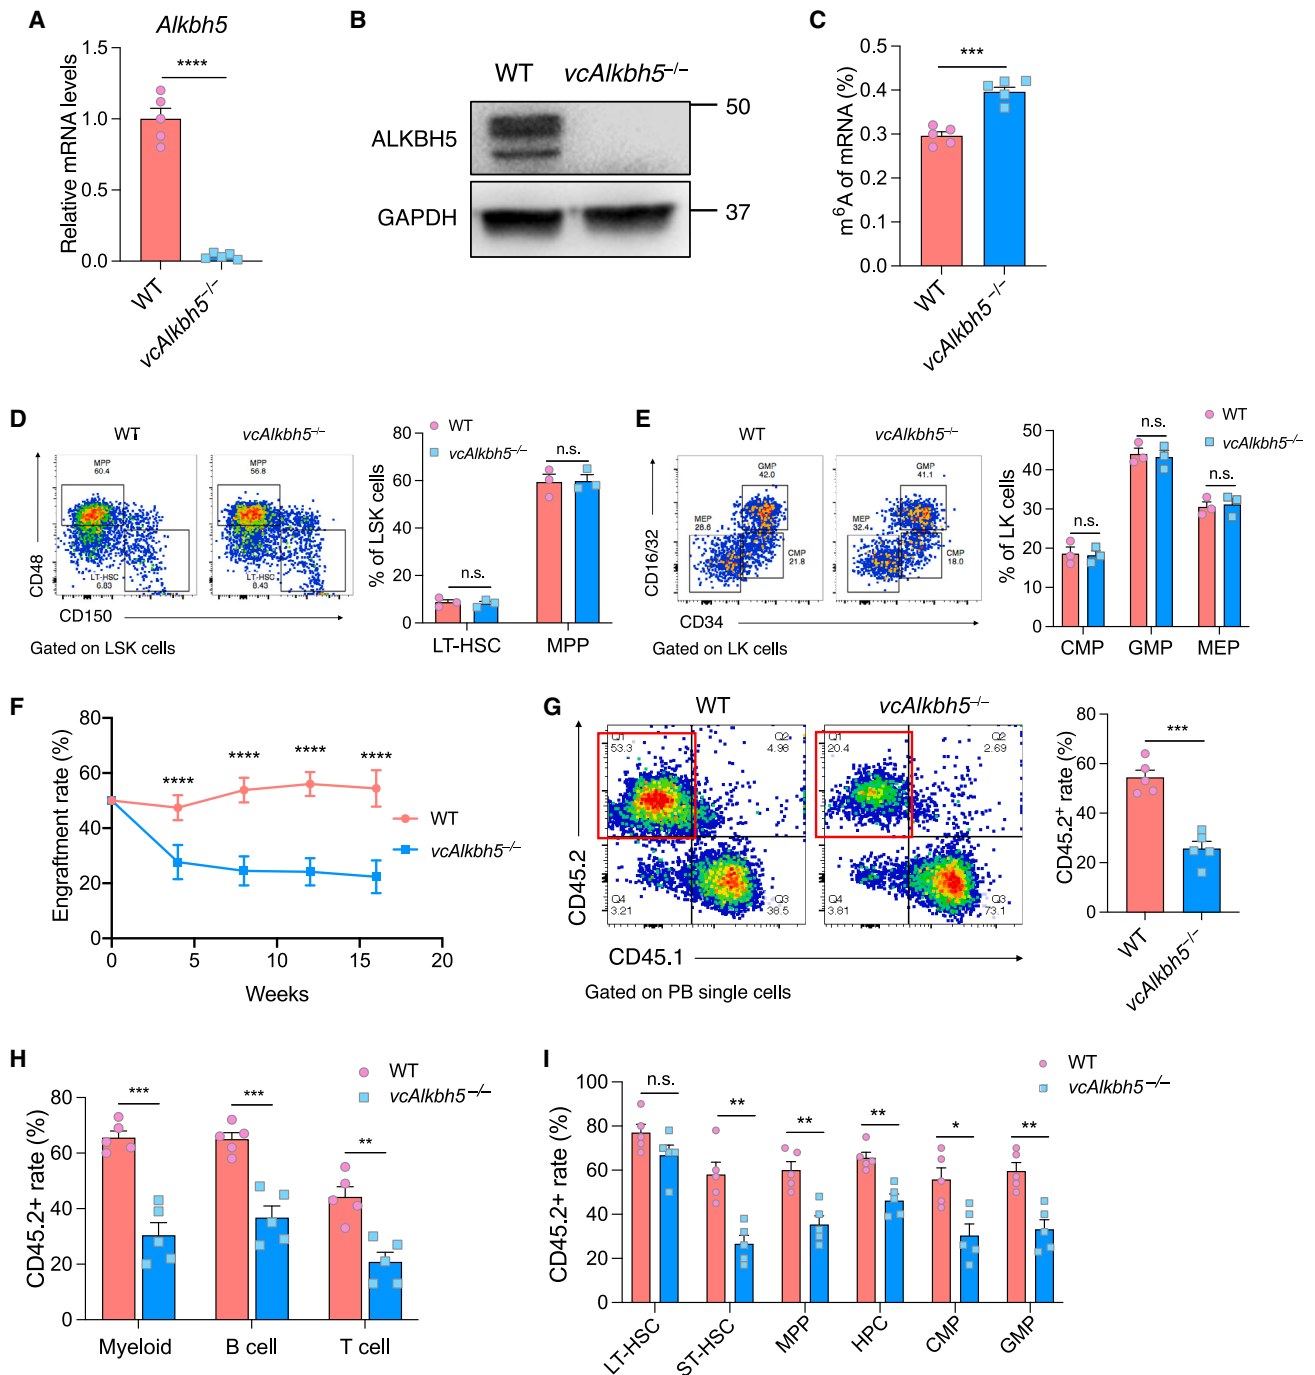 A
Alkbh5
Relative mRNA levels
1.5
1.0
0.5
0.0
****
WT
vcAlkbh5–/–
B
WT
vcAlkbh5–/–
ALKBH5
GAPDH
50
37
C
m6A of mRNA (%)
0.5
0.4
0.3
0.2
0.1
0.0
***
WT
vcAlkbh5–/–
D
WT
vcAlkbh5–/–
MPP
60.4
MPP
56.8
LT-HSC
6.83
LT-HSC
8.43
CD48
CD150
Gated on LSK cells
% of LSK cells
80
60
40
20
0
n.s.
n.s.
LT-HSC
MPP
WT
vcAlkbh5–/–
E
WT
vcAlkbh5–/–
GMP
42.0
GMP
41.1
MEP
28.6
MEP
32.4
CMP
21.8
CMP
18.0
CD16/32
CD34
Gated on LK cells
% of LK cells
50
40
30
20
10
0
n.s.
n.s.
n.s.
CMP
GMP
MEP
WT
vcAlkbh5–/–
F
Engraftment rate (%)
80
60
40
20
0
****
****
****
****
0
5
10
15
20
Weeks
WT
vcAlkbh5–/–
G
WT
vcAlkbh5–/–
Q1
53.3
Q2
4.96
Q4
3.21
Q3
38.5
Q1
20.4
Q2
2.69
Q4
3.81
Q3
73.1
CD45.2
CD45.1
Gated on PB single cells
CD45.2+ rate (%)
80
60
40
20
0
***
WT
vcAlkbh5–/–
H
WT
vcAlkbh5–/–
CD45.2+ rate (%)
80
60
40
20
0
***
***
**
Myeloid
B cell
T cell
I
WT
vcAlkbh5–/–
CD45.2+ rate (%)
100
80
60
40
20
0
n.s.
**
**
**
*
**
LT-HSC
ST-HSC
MPP
HPC
CMP
GMP